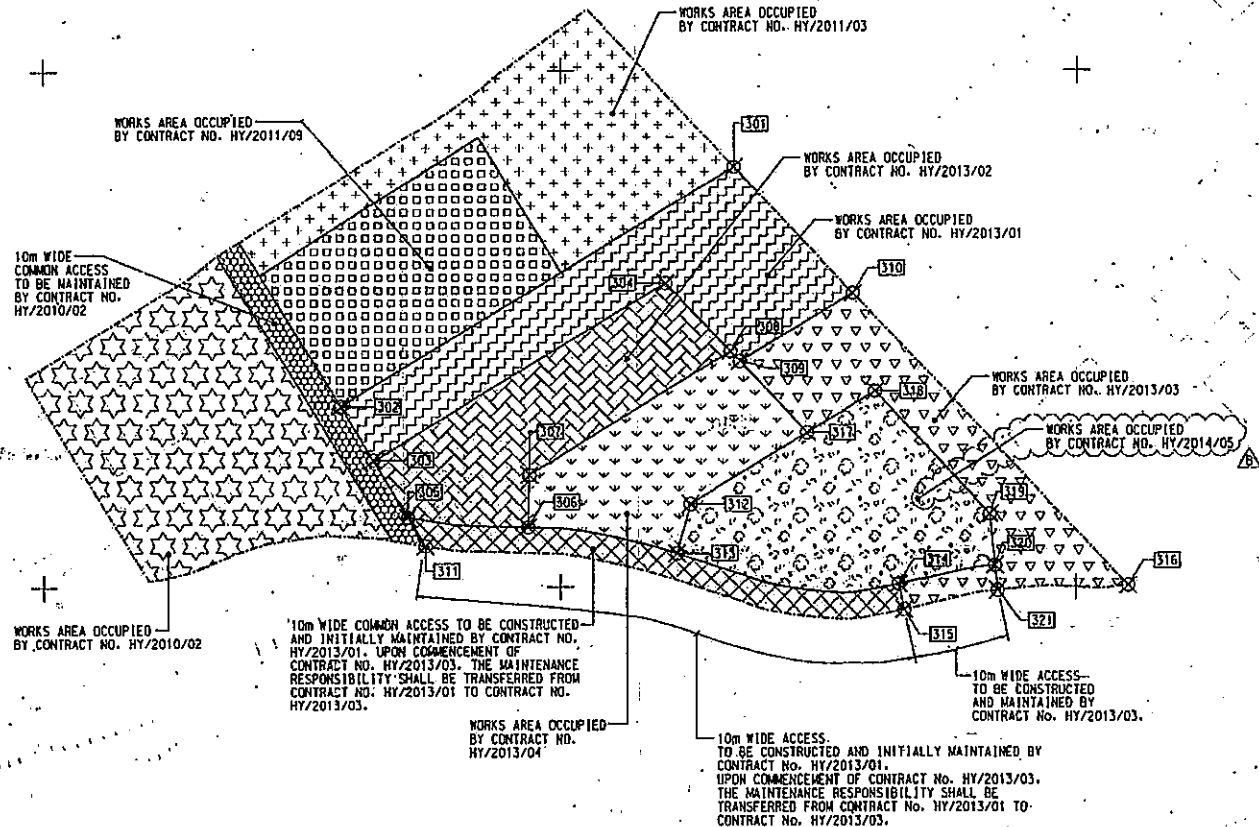 WORKS AREA OCCUPIED
BY CONTRACT NO. HY/2011/03
WORKS AREA OCCUPIED
BY CONTRACT NO. HY/2011/09
301
WORKS AREA OCCUPIED
BY CONTRACT NO. HY/2013/02
WORKS AREA OCCUPIED
BY CONTRACT NO. HY/2013/01
10m WIDE
COMMON ACCESS
TO BE MAINTAINED
BY CONTRACT NO.
HY/2010/02
310
304
308
309
318
WORKS AREA OCCUPIED
BY CONTRACT NO. HY/2013/03
302
317
307
WORKS AREA OCCUPIED
BY CONTRACT NO. HY/2014/05
B
303
305
312
319
306
313
320
311
314
316
315
321
WORKS AREA OCCUPIED
BY CONTRACT NO. HY/2010/02
10m WIDE COMMON ACCESS TO BE CONSTRUCTED
AND INITIALLY MAINTAINED BY CONTRACT NO.
HY/2013/01. UPON COMMENCEMENT OF
CONTRACT NO. HY/2013/03. THE MAINTENANCE
RESPONSIBILITY SHALL BE TRANSFERRED FROM
CONTRACT NO. HY/2013/01 TO CONTRACT NO.
HY/2013/03.
10m WIDE ACCESS
TO BE CONSTRUCTED
AND MAINTAINED BY
CONTRACT No. HY/2013/03.
WORKS AREA OCCUPIED
BY CONTRACT NO.
HY/2013/04
10m WIDE ACCESS.
TO BE CONSTRUCTED AND INITIALLY MAINTAINED BY
CONTRACT No. HY/2013/01.
UPON COMMENCEMENT OF CONTRACT No. HY/2013/03.
THE MAINTENANCE RESPONSIBILITY SHALL BE
TRANSFERRED FROM CONTRACT No. HY/2013/01 TO
CONTRACT No. HY/2013/03.